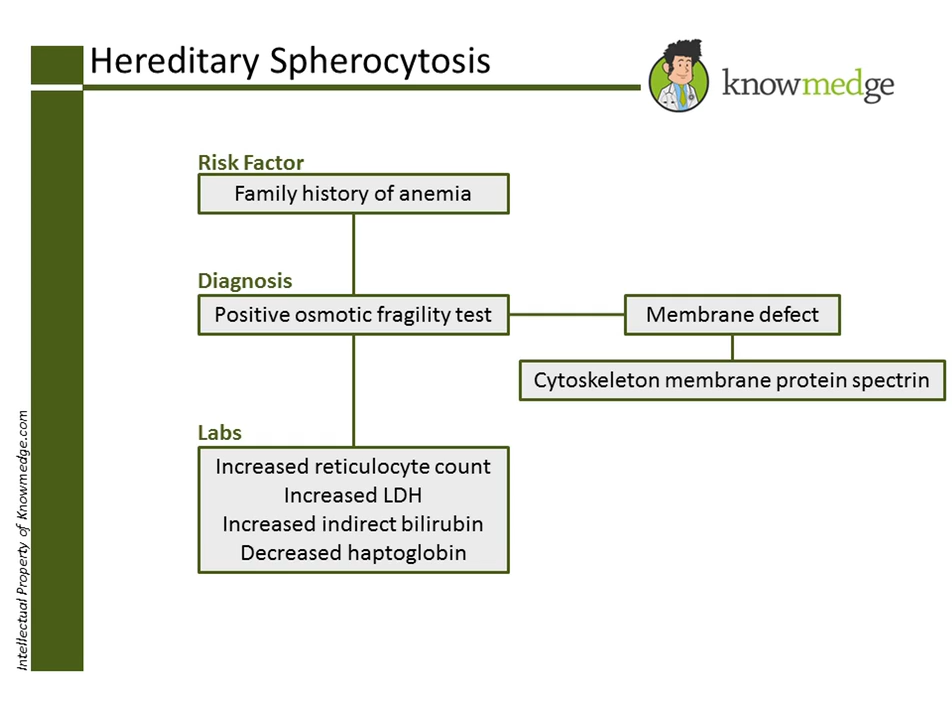 Hereditary Spherocytosis
knowmedge
Risk Factor
Family history of anemia
Diagnosis
Positive osmotic fragility test
Membrane defect
Cytoskeleton membrane protein spectrin
Labs
Increased reticulocyte count
Increased LDH
Increased indirect bilirubin
Decreased haptoglobin
Intellectual Property of Knowmedge.com